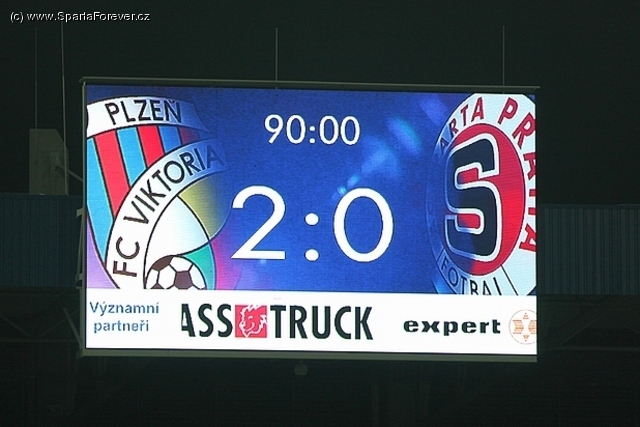 (c) www.SpartaForever.cz
PLZEŇ
FC VIKTORIA
90:00
2:0
ARTA PRAHA
S
FOTBAL
Významní
partneři
ASS TRUCK
expert